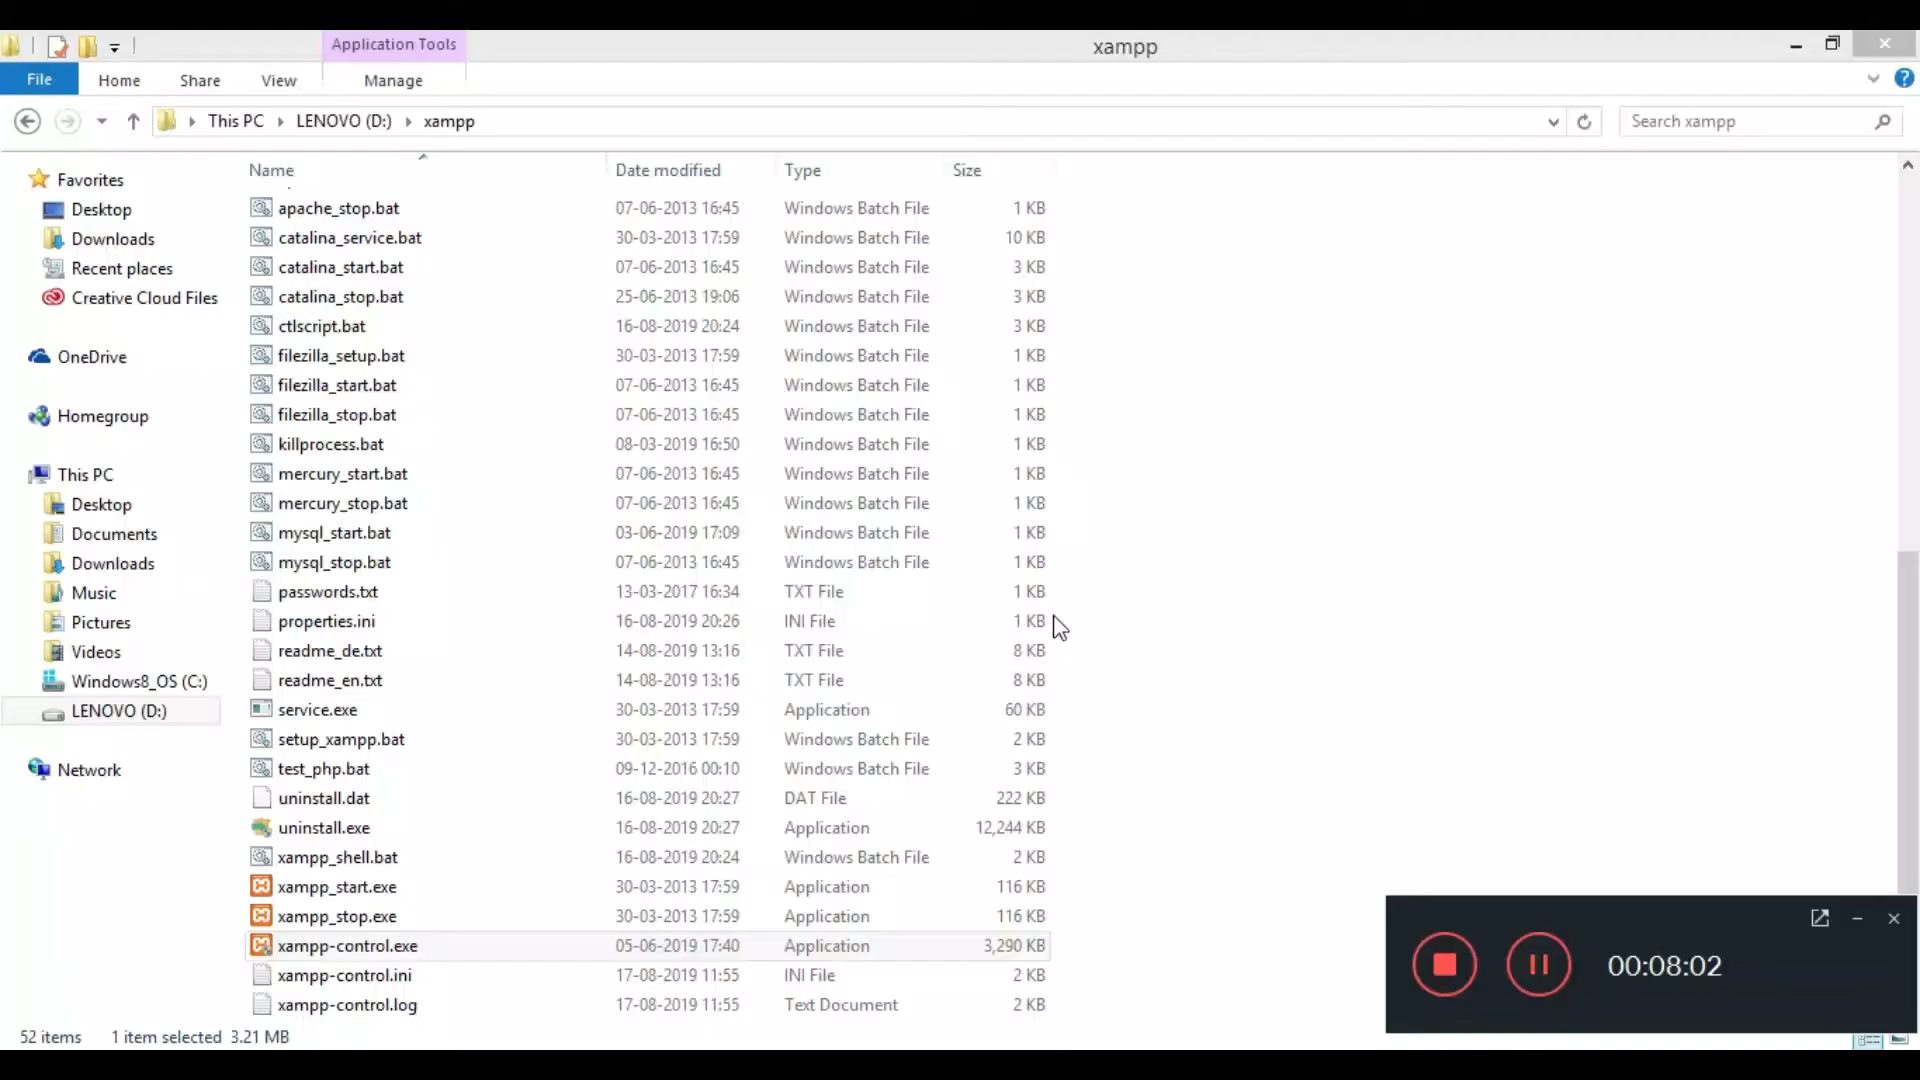 Application Tools
xampp
File Home Share View Manage
This PC LENOVO (D:) xampp
Search xampp
Name Date modified Type Size
Favorites
Desktop
Downloads
Recent places
Creative Cloud Files
OneDrive
Homegroup
This PC
Desktop
Documents
Downloads
Music
Pictures
Videos
Windows8_OS (C:)
LENOVO (D:)
Network
apache_stop.bat 07-06-2013 16:45 Windows Batch File 1 KB
catalina_service.bat 30-03-2013 17:59 Windows Batch File 10 KB
catalina_start.bat 07-06-2013 16:45 Windows Batch File 3 KB
catalina_stop.bat 25-06-2013 19:06 Windows Batch File 3 KB
ctlscript.bat 16-08-2019 20:24 Windows Batch File 3 KB
filezilla_setup.bat 30-03-2013 17:59 Windows Batch File 1 KB
filezilla_start.bat 07-06-2013 16:45 Windows Batch File 1 KB
filezilla_stop.bat 07-06-2013 16:45 Windows Batch File 1 KB
killprocess.bat 08-03-2019 16:50 Windows Batch File 1 KB
mercury_start.bat 07-06-2013 16:45 Windows Batch File 1 KB
mercury_stop.bat 07-06-2013 16:45 Windows Batch File 1 KB
mysql_start.bat 03-06-2019 17:09 Windows Batch File 1 KB
mysql_stop.bat 07-06-2013 16:45 Windows Batch File 1 KB
passwords.txt 13-03-2017 16:34 TXT File 1 KB
properties.ini 16-08-2019 20:26 INI File 1 KB
readme_de.txt 14-08-2019 13:16 TXT File 8 KB
readme_en.txt 14-08-2019 13:16 TXT File 8 KB
service.exe 30-03-2013 17:59 Application 60 KB
setup_xampp.bat 30-03-2013 17:59 Windows Batch File 2 KB
test_php.bat 09-12-2016 00:10 Windows Batch File 3 KB
uninstall.dat 16-08-2019 20:27 DAT File 222 KB
uninstall.exe 16-08-2019 20:27 Application 12,244 KB
xampp_shell.bat 16-08-2019 20:24 Windows Batch File 2 KB
xampp_start.exe 30-03-2013 17:59 Application 116 KB
xampp_stop.exe 30-03-2013 17:59 Application 116 KB
xampp-control.exe 05-06-2019 17:40 Application 3,290 KB
xampp-control.ini 17-08-2019 11:55 INI File 2 KB
xampp-control.log 17-08-2019 11:55 Text Document 2 KB
00:08:02
52 items 1 item selected 3.21 MB